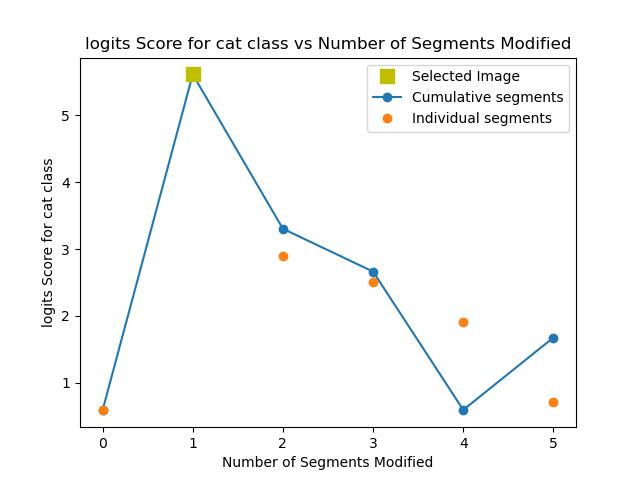 logits Score for cat class vs Number of Segments Modified
Selected Image
Cumulative segments
Individual segments
5
4
3
2
1
logits Score for cat class
0 1 2 3 4 5
Number of Segments Modified